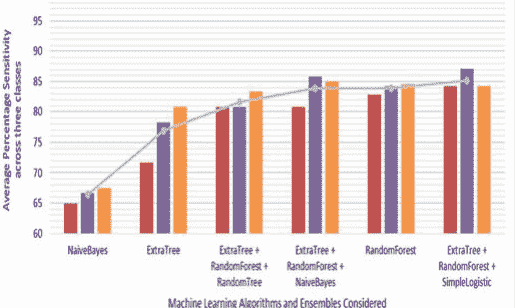 Average Percentage Sensitivity
across three classes
95
90
85
80
75
70
65
60
NaiveBayes
ExtraTree
ExtraTree +
RandomForest +
RandomTree
ExtraTree +
RandomForest +
NaiveBayes
RandomForest
ExtraTree +
RandomForest +
SimpleLogistic
Machine Learning Algorithms and Ensembles Considered